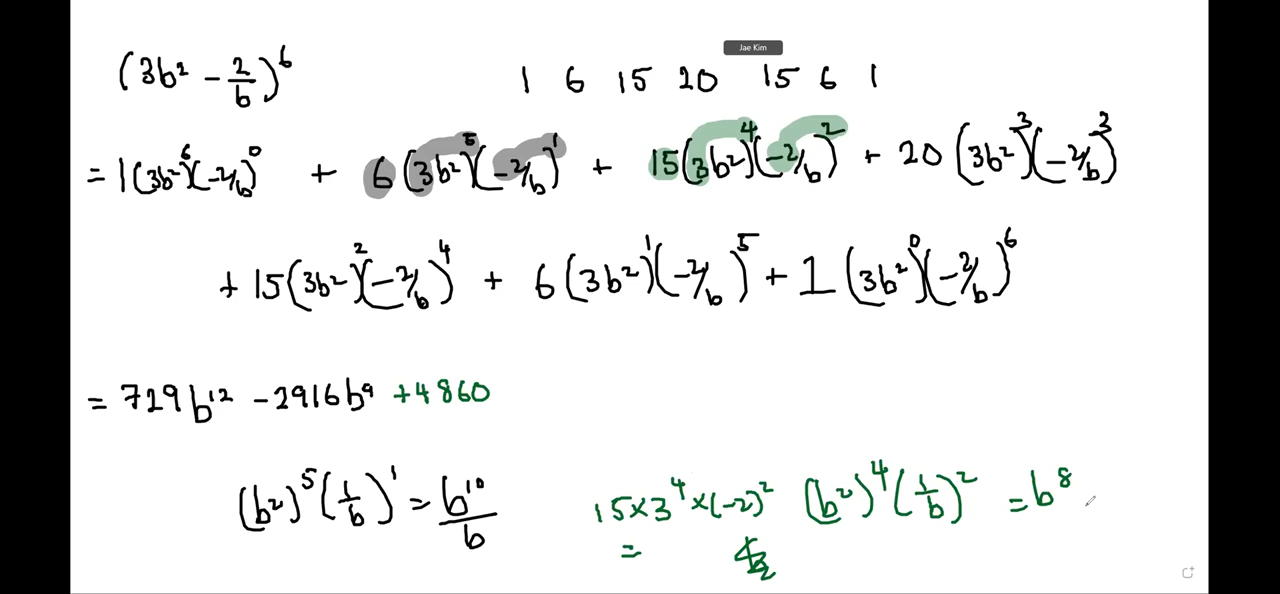 Jae Kim
(3b² - 2/b)⁶ 1 6 15 20 15 6 1
= 1(3b²)⁶(-2/b)⁰ + 6(3b²)⁵(-2/b)¹ + 15(3b²)⁴(-2/b)² + 20(3b²)³(-2/b)³
+ 15(3b²)²(-2/b)⁴ + 6(3b²)¹(-2/b)⁵ + 1(3b²)⁰(-2/b)⁶
= 729b¹² - 2916b⁹ + 4860
(b²)⁵(1/b)¹ = b¹⁰/b 15×3⁴×(-2)² (b²)⁴(1/b)² = b⁸
=